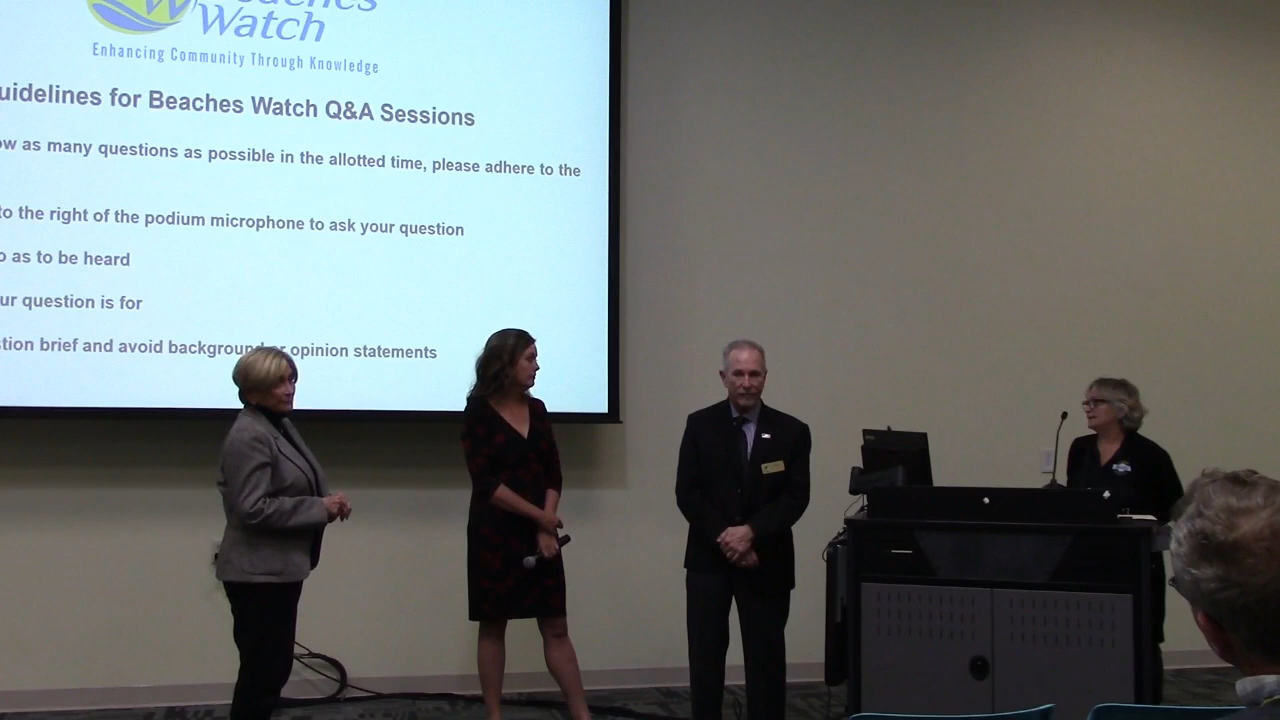 Watch
Enhancing Community Through Knowledge
uidelines for Beaches Watch Q&A Sessions
ow as many questions as possible in the allotted time, please adhere to the
to the right of the podium microphone to ask your question
o as to be heard
ur question is for
stion brief and avoid background or opinion statements